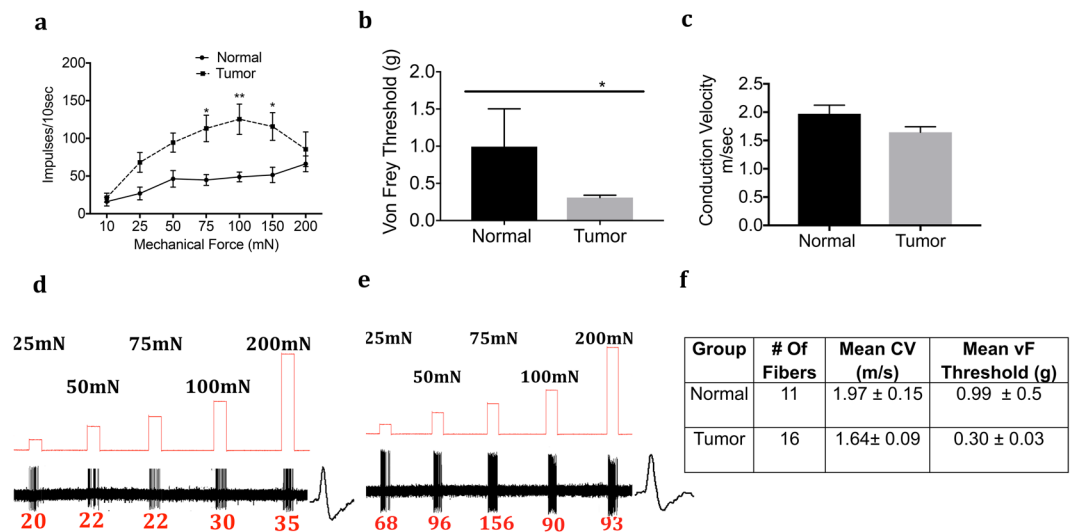 a
Normal
Tumor
Impulses/10sec
200
150
100
50
0
*
**
*
10 25 50 75 100 150 200
Mechanical Force (mN)
b
Von Frey Threshold (g)
2.0
1.5
1.0
0.5
0.0
*
Normal Tumor
c
Conduction Velocity
m/sec
2.5
2.0
1.5
1.0
0.5
0.0
Normal Tumor
d
25mN 75mN 200mN
50mN 100mN
20 22 22 30 35
e
25mN 75mN 200mN
50mN 100mN
68 96 156 90 93
f
Group # Of Fibers Mean CV (m/s) Mean vF Threshold (g)
Normal 11 1.97 ± 0.15 0.99 ± 0.5
Tumor 16 1.64± 0.09 0.30 ± 0.03